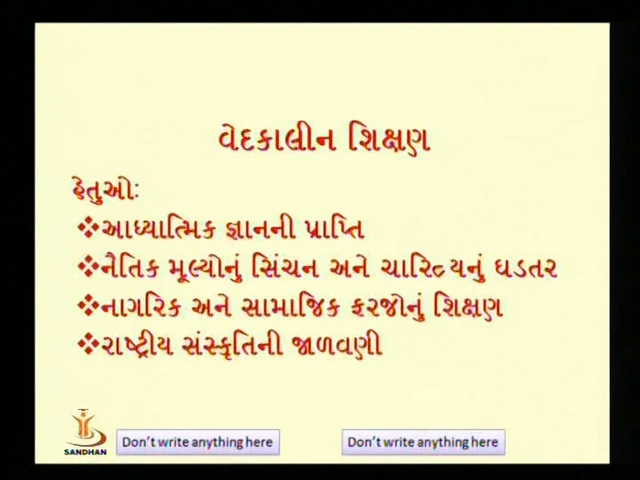 વેદકાલીન શિક્ષણ
હેતુઓ:
❖આધ્યાત્મિક જ્ઞાનની પ્રાપ્તિ
❖નૈતિક મૂલ્યોનું સિંચન અને ચારિત્ર્યનું ઘડતર
❖નાગરિક અને સામાજિક ફરજોનું શિક્ષણ
❖રાષ્ટ્રીય સંસ્કૃતિની જાળવણી
SANDHAN
Don't write anything here
Don't write anything here